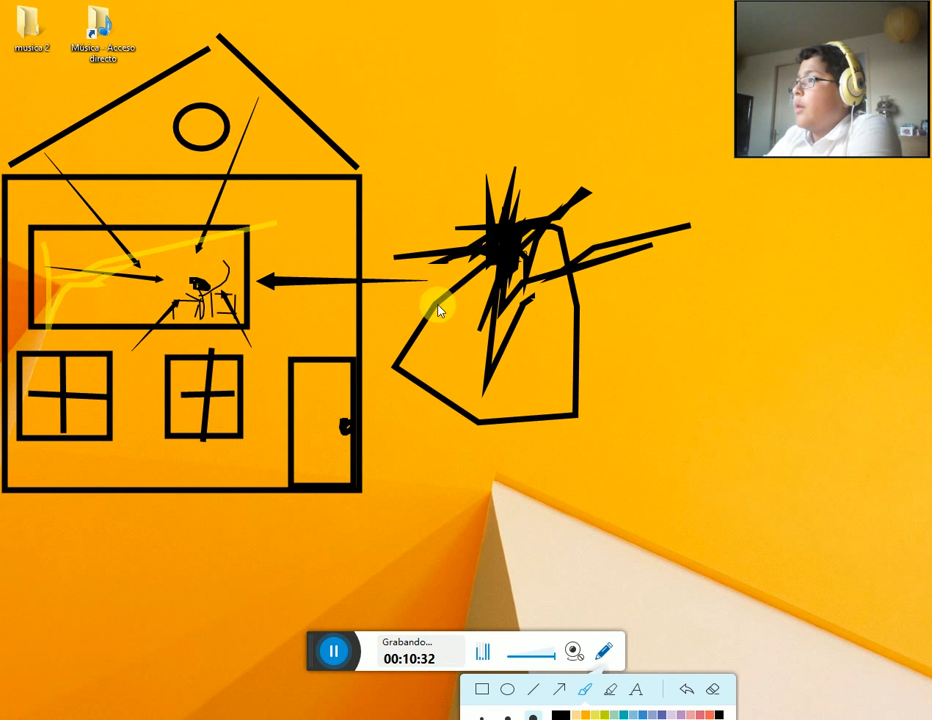 musica 2
Música - Acceso
directo
Grabando...
00:10:32
A